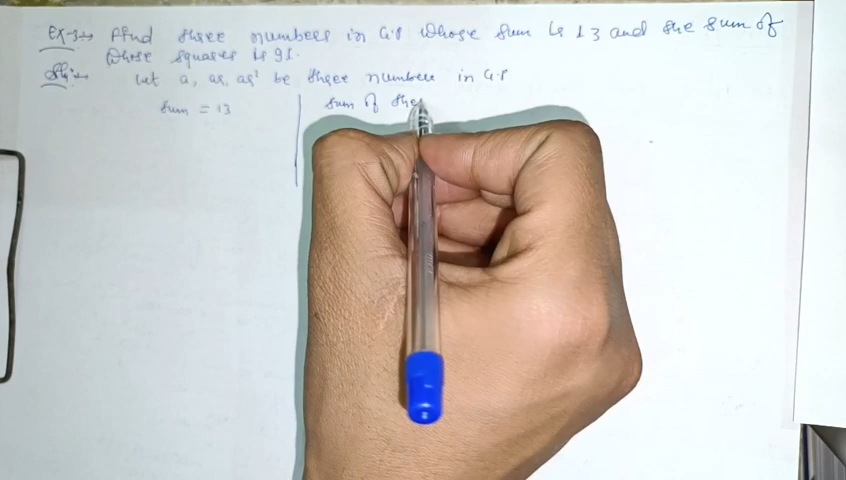 Ex-3→ Find three numbers in G.P whose sum is 13 and the sum of
whose squares is 91.
Sol:→ Let a, ar, ar² be three numbers in G.P
sum = 13
sum of the